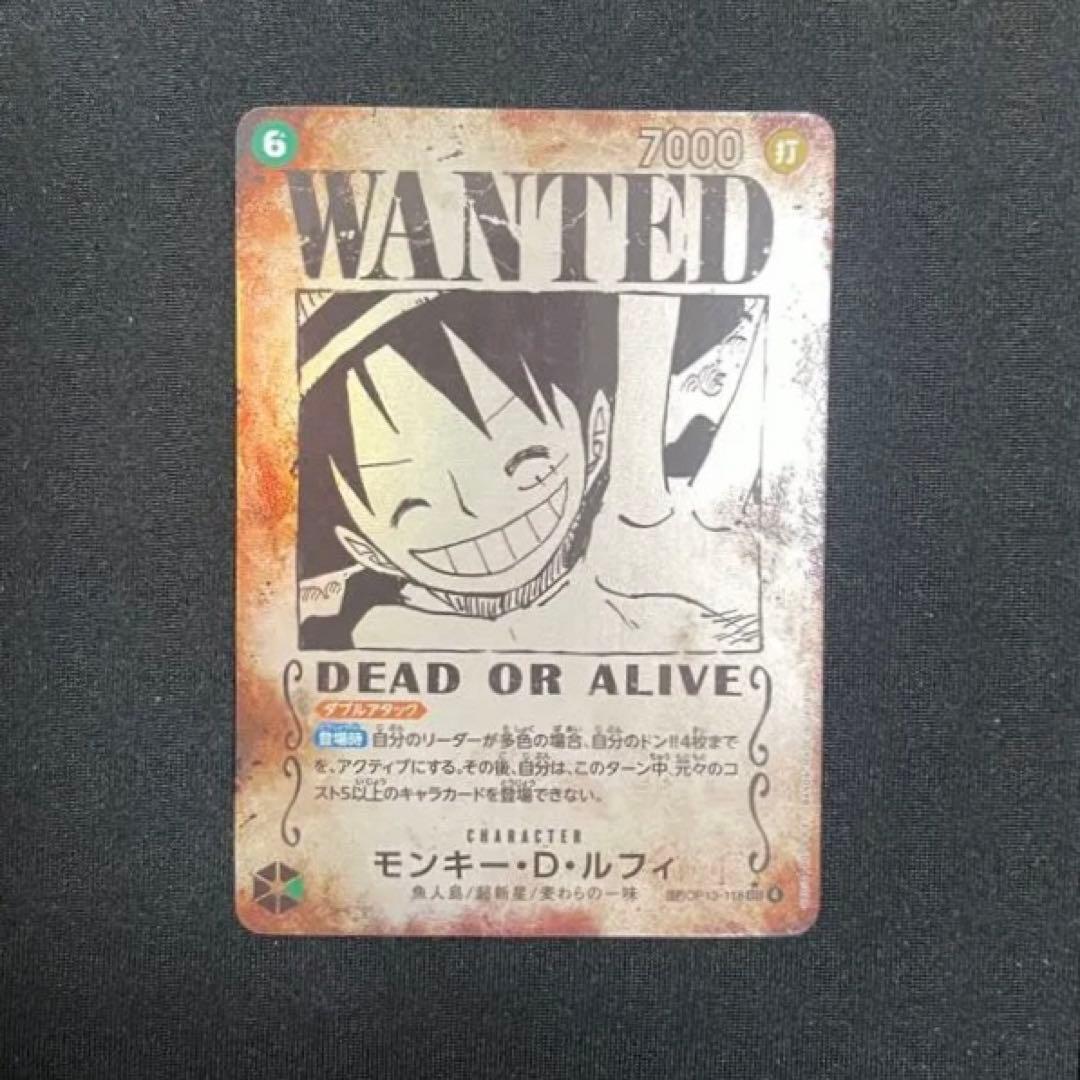 6
7000
打
WANTED
DEAD OR ALIVE
ダブルアタック
登場時 自分のリーダーが多色の場合、自分のドン!!4枚まで
を、アクティブにする。その後、自分は、このターン中、元々のコ
スト5以上のキャラカードを登場できない。
CHARACTER
モンキー・D・ルフィ
魚人島/超新星/麦わらの一味
OP13-118